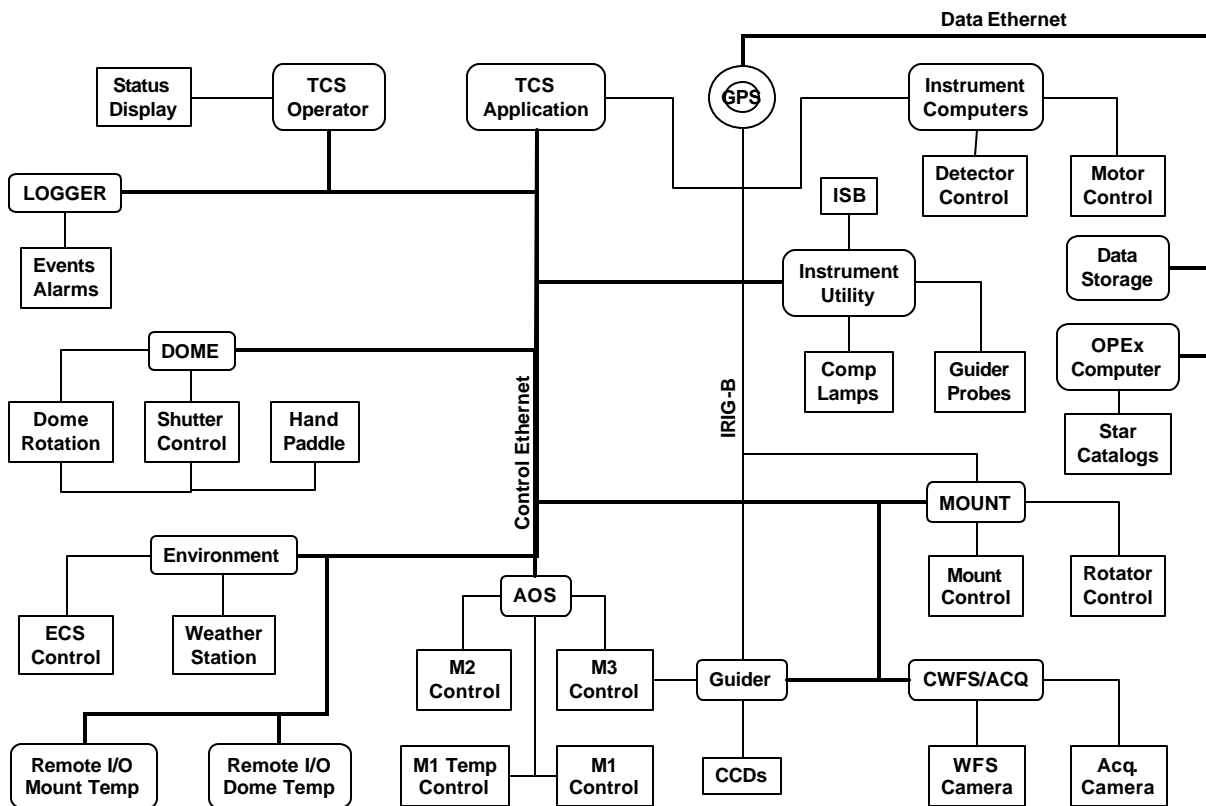 Data Ethernet
Status
Display
TCS
Operator
TCS
Application
GPS
Instrument
Computers
LOGGER
Detector
Control
Motor
Control
ISB
Events
Alarms
Instrument
Utility
Data
Storage
DOME
OPEx
Computer
Comp
Lamps
Guider
Probes
Dome
Rotation
Shutter
Control
Hand
Paddle
Control Ethernet
IRIG-B
Star
Catalogs
MOUNT
Environment
AOS
Mount
Control
Rotator
Control
ECS
Control
Weather
Station
M2
Control
M3
Control
Guider
CWFS/ACQ
Remote I/O
Mount Temp
Remote I/O
Dome Temp
M1 Temp
Control
M1
Control
CCDs
WFS
Camera
Acq.
Camera